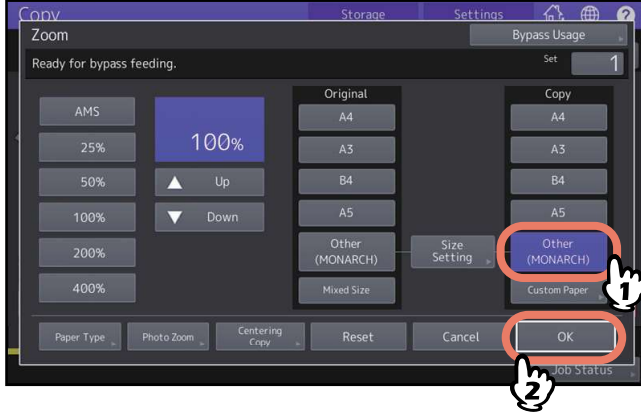 Copy
Storage
Settings
Zoom
Bypass Usage
Ready for bypass feeding.
Set
1
Original
Copy
AMS
25%
50%
100%
200%
400%
100%
Up
Down
A4
A3
B4
A5
Other
(MONARCH)
Mixed Size
Size
Setting
A4
A3
B4
A5
Other
(MONARCH)
Custom Paper
1
Paper Type
Photo Zoom
Centering
Copy
Reset
Cancel
OK
2
Job Status